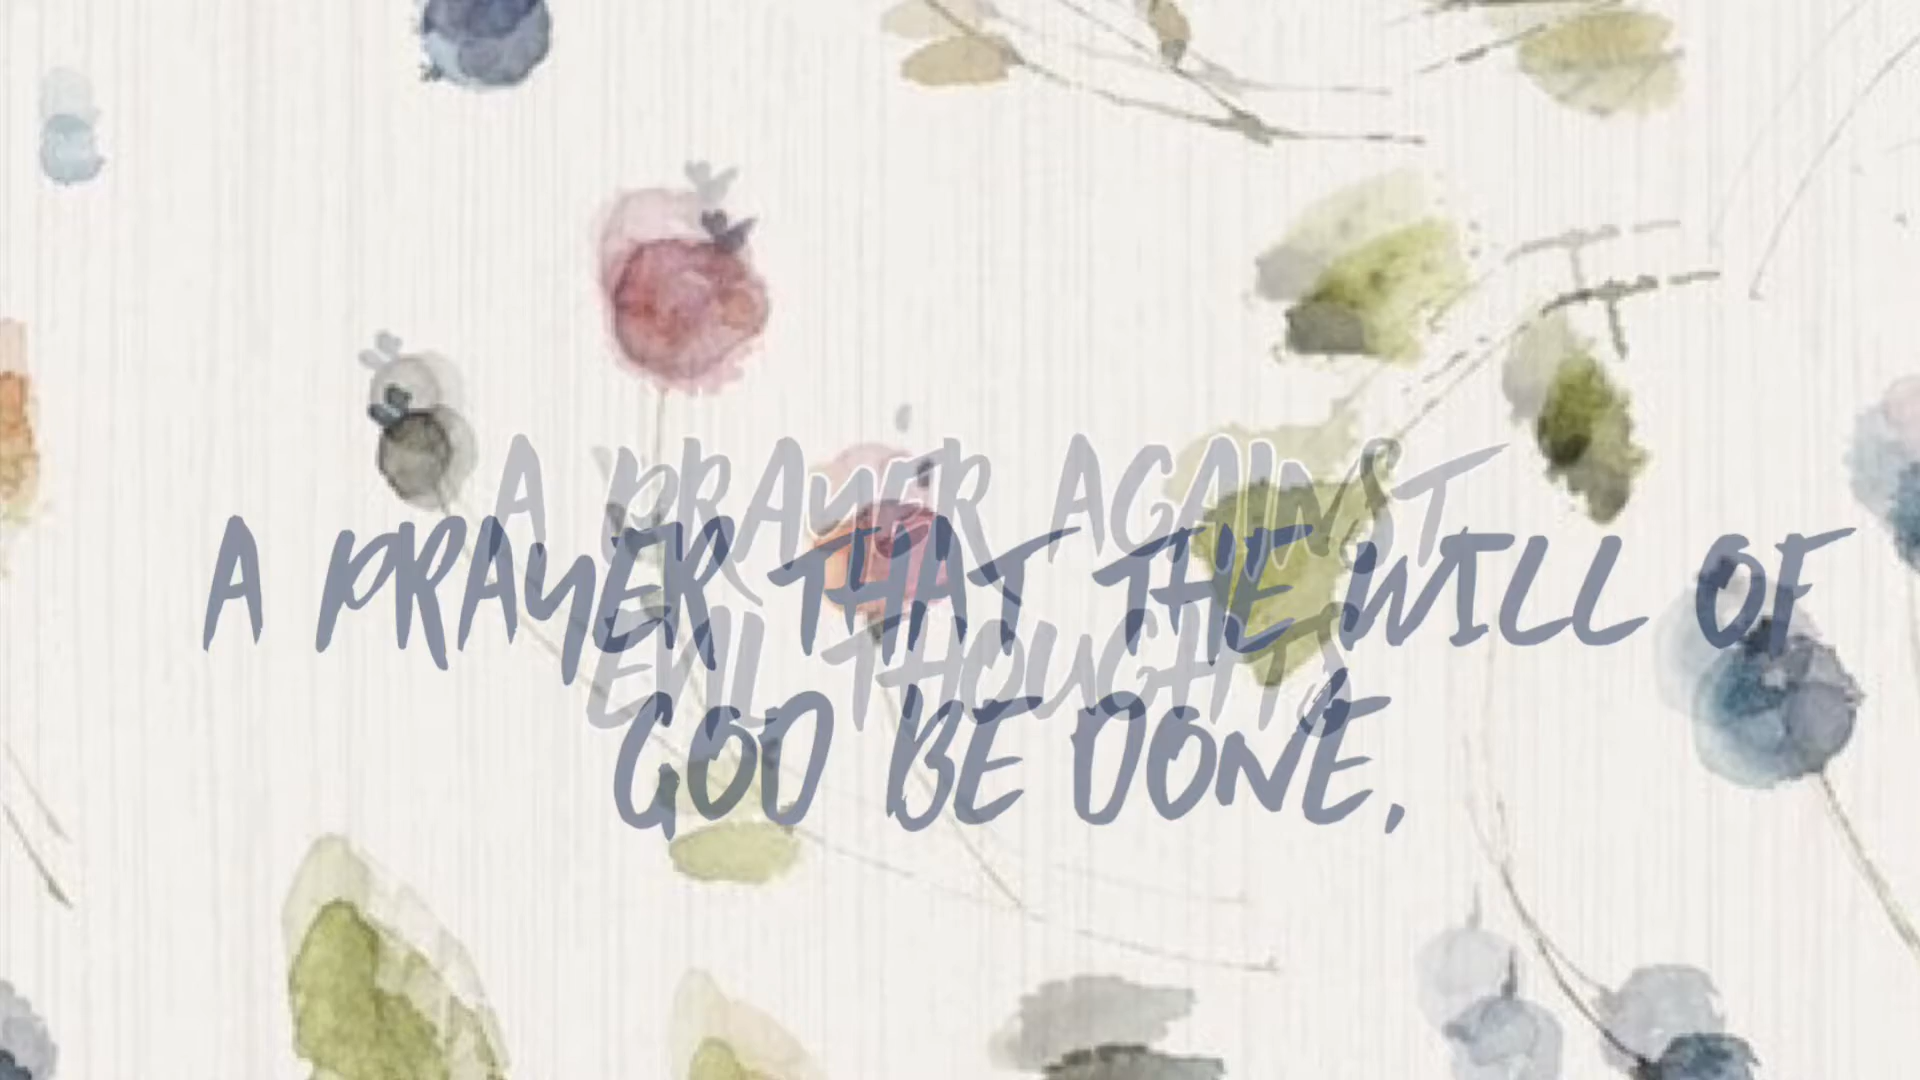 A PRAYER AGAINST
EVIL THOUGHTS
A PRAYER THAT THE WILL OF
GOD BE DONE.